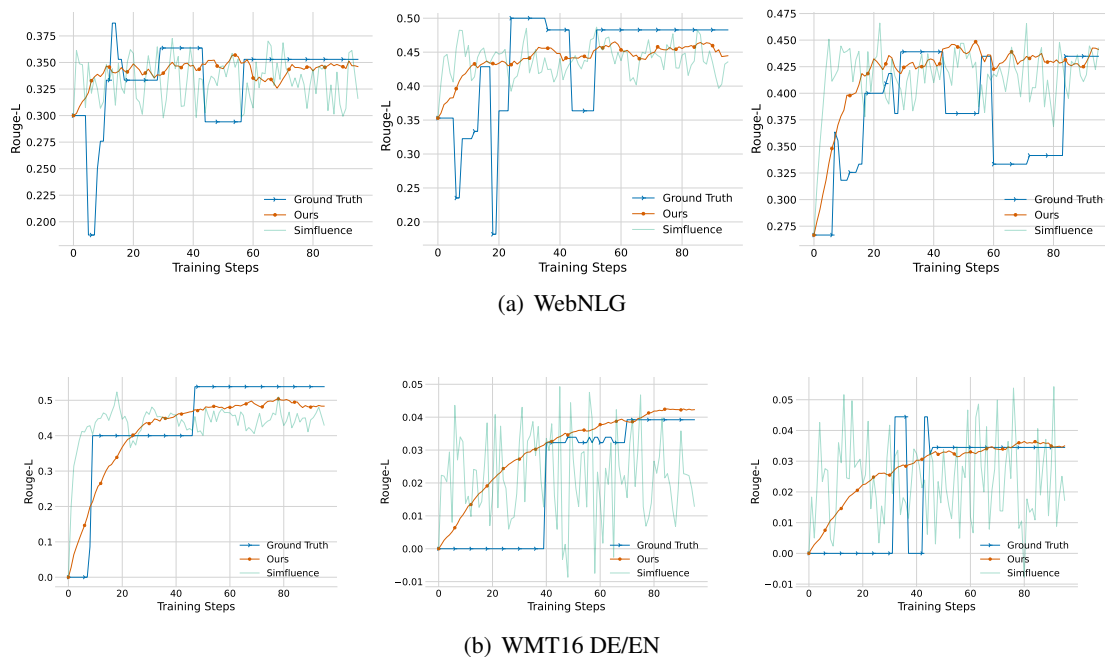 0.375
0.350
0.325
0.300
0.275
0.250
0.225
0.200
Rouge-L
0 20 40 60 80
Training Steps
Ground Truth
Ours
Simfluence
0.50
0.45
0.40
0.35
0.30
0.25
0.20
Rouge-L
0 20 40 60 80
Training Steps
Ground Truth
Ours
Simfluence
0.475
0.450
0.425
0.400
0.375
0.350
0.325
0.300
0.275
Rouge-L
0 20 40 60 80
Training Steps
Ground Truth
Ours
Simfluence
(a) WebNLG
0.5
0.4
0.3
0.2
0.1
0.0
Rouge-L
0 20 40 60 80
Training Steps
Ground Truth
Ours
Simfluence
0.05
0.04
0.03
0.02
0.01
0.00
−0.01
Rouge-L
0 20 40 60 80
Training Steps
Ground Truth
Ours
Simfluence
0.05
0.04
0.03
0.02
0.01
0.00
−0.01
Rouge-L
0 20 40 60 80
Training Steps
Ground Truth
Ours
Simfluence
(b) WMT16 DE/EN